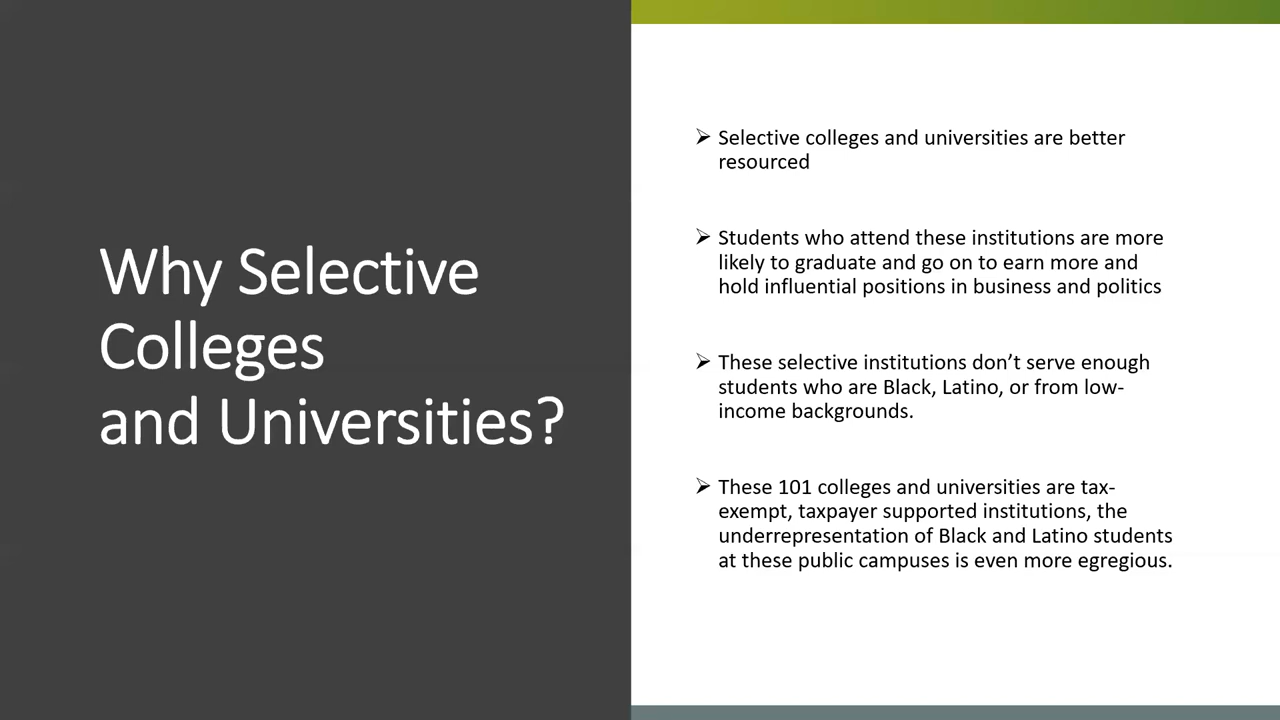 Why Selective
Colleges
and Universities?
Selective colleges and universities are better
resourced
Students who attend these institutions are more
likely to graduate and go on to earn more and
hold influential positions in business and politics
These selective institutions don’t serve enough
students who are Black, Latino, or from low-
income backgrounds.
These 101 colleges and universities are tax-
exempt, taxpayer supported institutions, the
underrepresentation of Black and Latino students
at these public campuses is even more egregious.